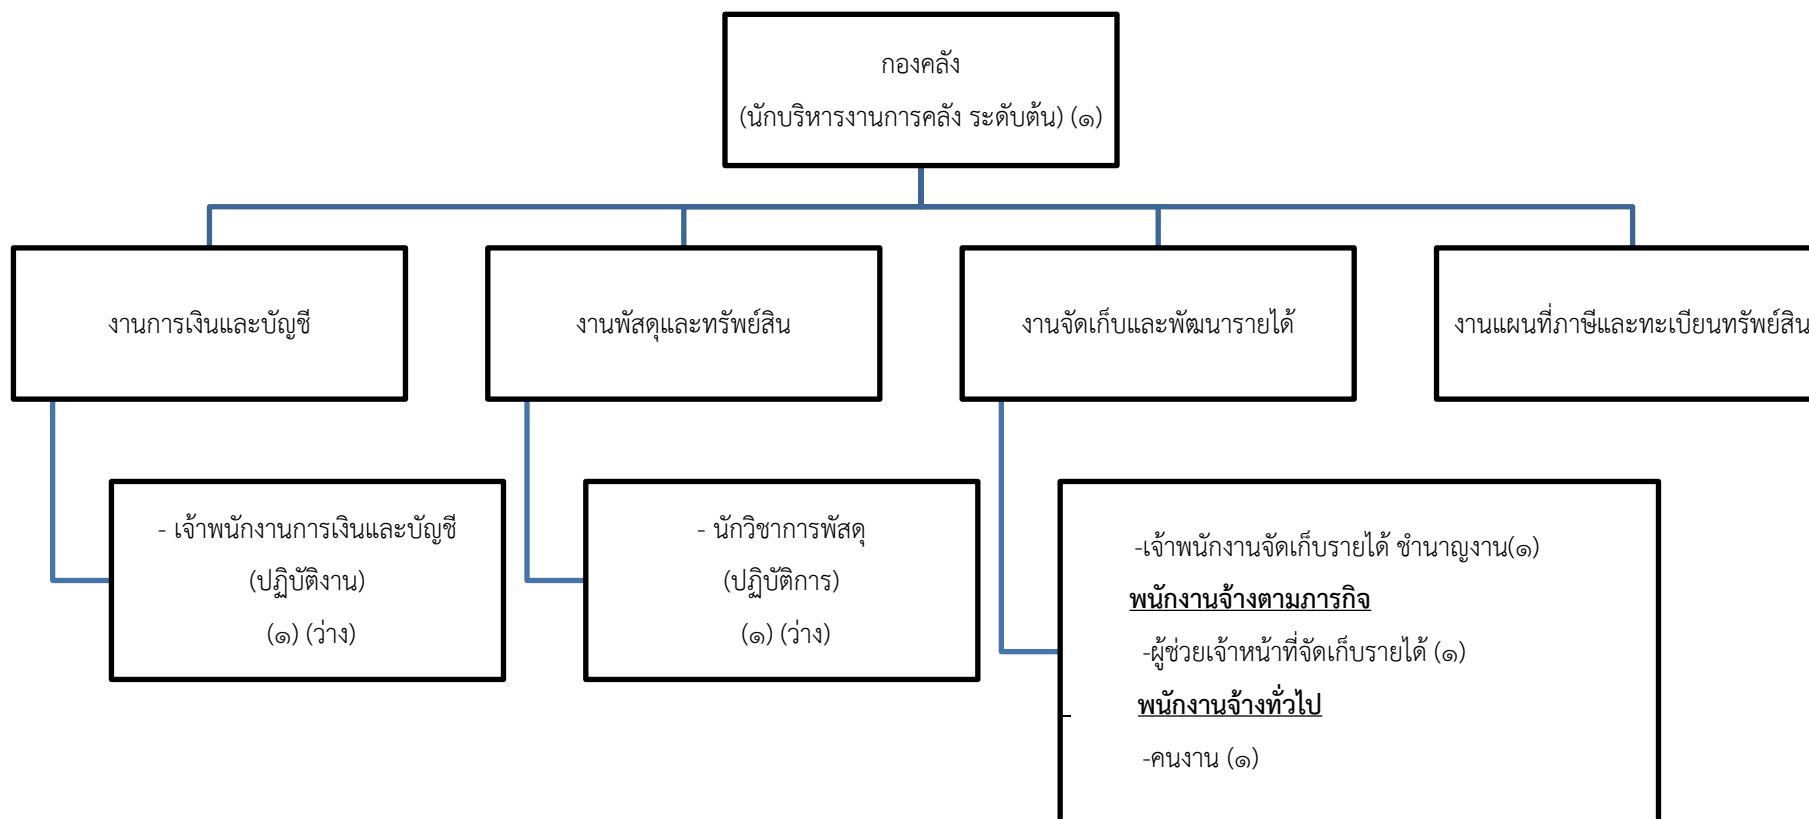 กองคลัง
(นักบริหารงานการคลัง ระดับต้น) (๑)
งานการเงินและบัญชี
งานพัสดุและทรัพย์สิน
งานจัดเก็บและพัฒนารายได้
งานแผนที่ภาษีและทะเบียนทรัพย์สิน
- เจ้าพนักงานการเงินและบัญชี
(ปฏิบัติงาน)
(๑) (ว่าง)
- นักวิชาการพัสดุ
(ปฏิบัติการ)
(๑) (ว่าง)
-เจ้าพนักงานจัดเก็บรายได้ ชำนาญงาน(๑)
พนักงานจ้างตามภารกิจ
-ผู้ช่วยเจ้าหน้าที่จัดเก็บรายได้ (๑)
พนักงานจ้างทั่วไป
-คนงาน (๑)